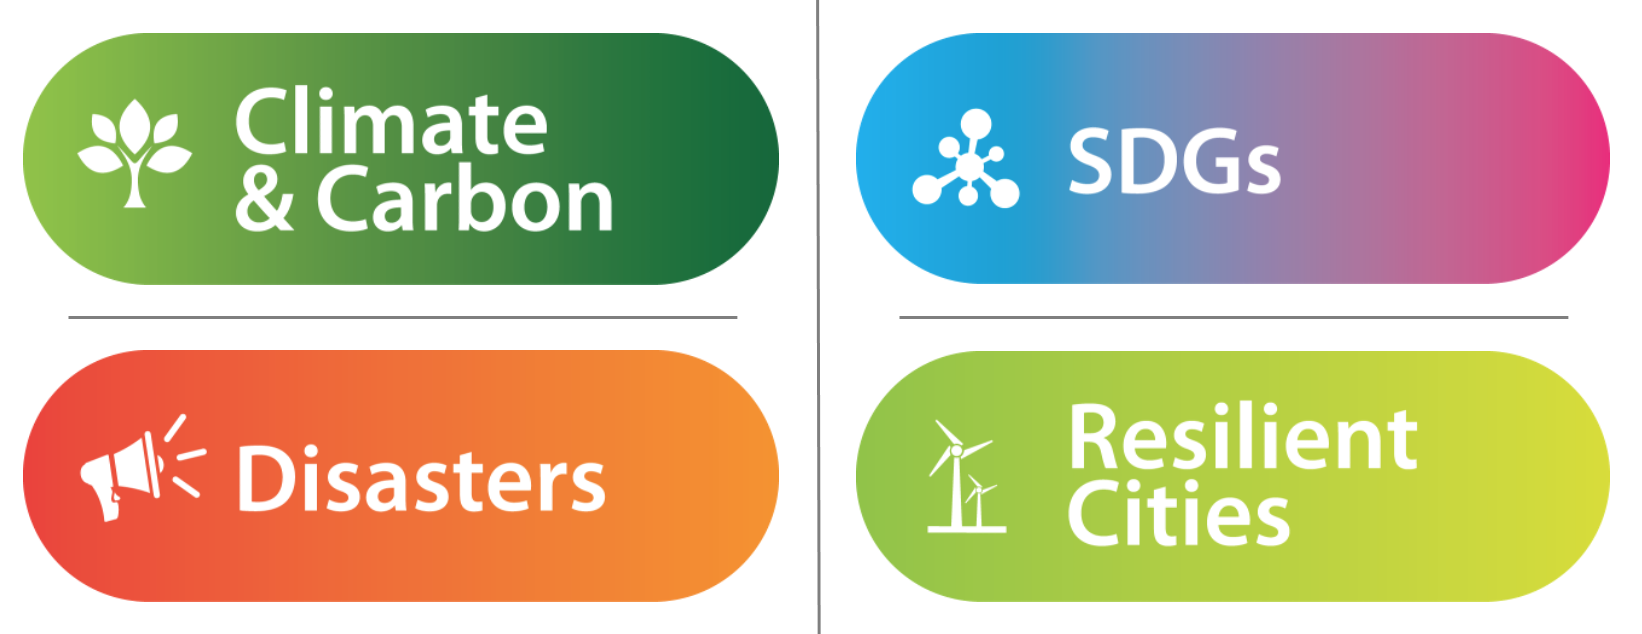 Climate
& Carbon
SDGs
Disasters
Resilient
Cities